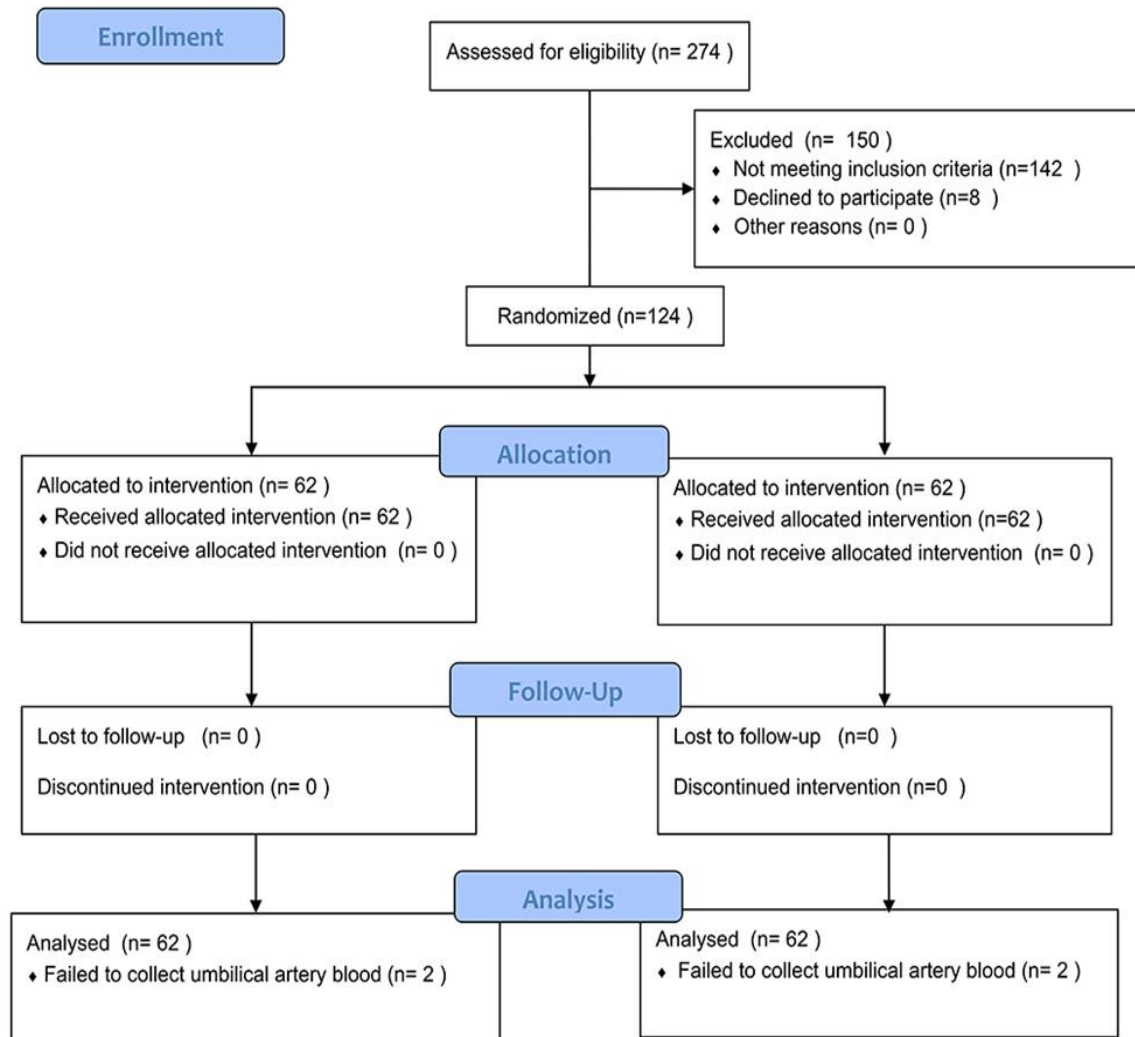 Enrollment
Assessed for eligibility (n= 274)
Excluded (n= 150 )
♦ Not meeting inclusion criteria (n=142 )
♦ Declined to participate (n=8 )
♦ Other reasons (n= 0)
Randomized (n=124 )
Allocation
Allocated to intervention (n= 62 )
♦ Received allocated intervention (n= 62 )
♦ Did not receive allocated intervention (n= 0 )
Allocated to intervention (n= 62 )
♦ Received allocated intervention (n=62 )
♦ Did not receive allocated intervention (n= 0 )
Follow-Up
Lost to follow-up (n= 0 )
Discontinued intervention (n= 0 )
Lost to follow-up (n=0 )
Discontinued intervention (n=0 )
Analysis
Analysed (n= 62 )
♦ Failed to collect umbilical artery blood (n= 2 )
Analysed (n= 62 )
♦ Failed to collect umbilical artery blood (n= 2 )